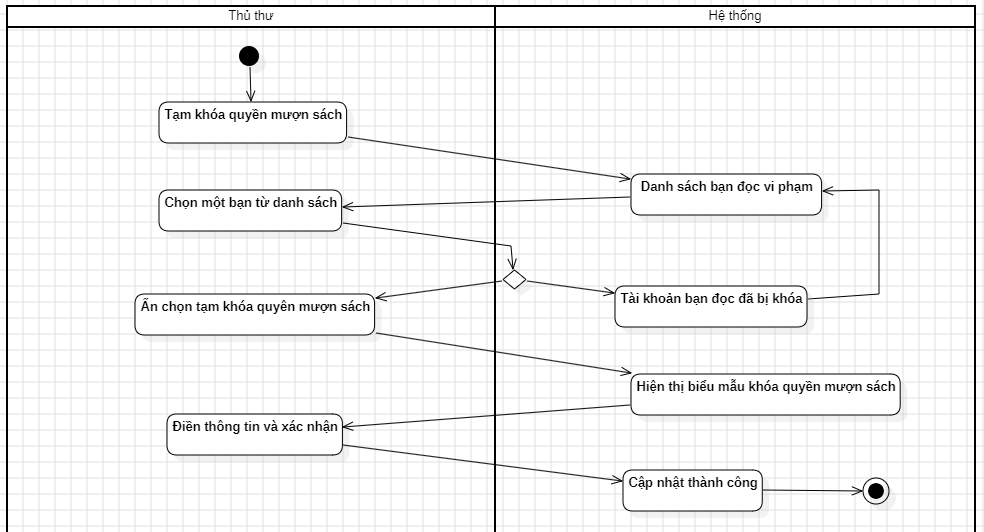 Thủ thư
Hệ thống
Tạm khóa quyền mượn sách
Danh sách bạn đọc vi phạm
Chọn một bạn từ danh sách
Tài khoản bạn đọc đã bị khóa
Ấn chọn tạm khóa quyên mượn sách
Hiện thị biểu mẫu khóa quyền mượn sách
Điền thông tin và xác nhận
Cập nhật thành công